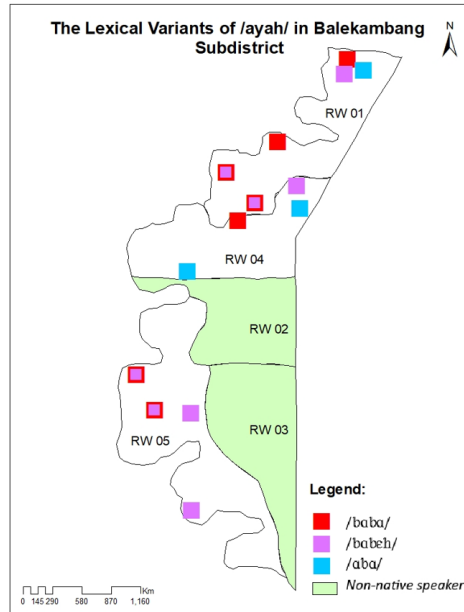 The Lexical Variants of /ayah/ in Balekambang
Subdistrict
N
RW 01
RW 04
RW 02
RW 03
RW 05
Legend:
/baba/
/babɛh/
/aba/
Non-native speaker
Km
0 145 290 580 870 1,160